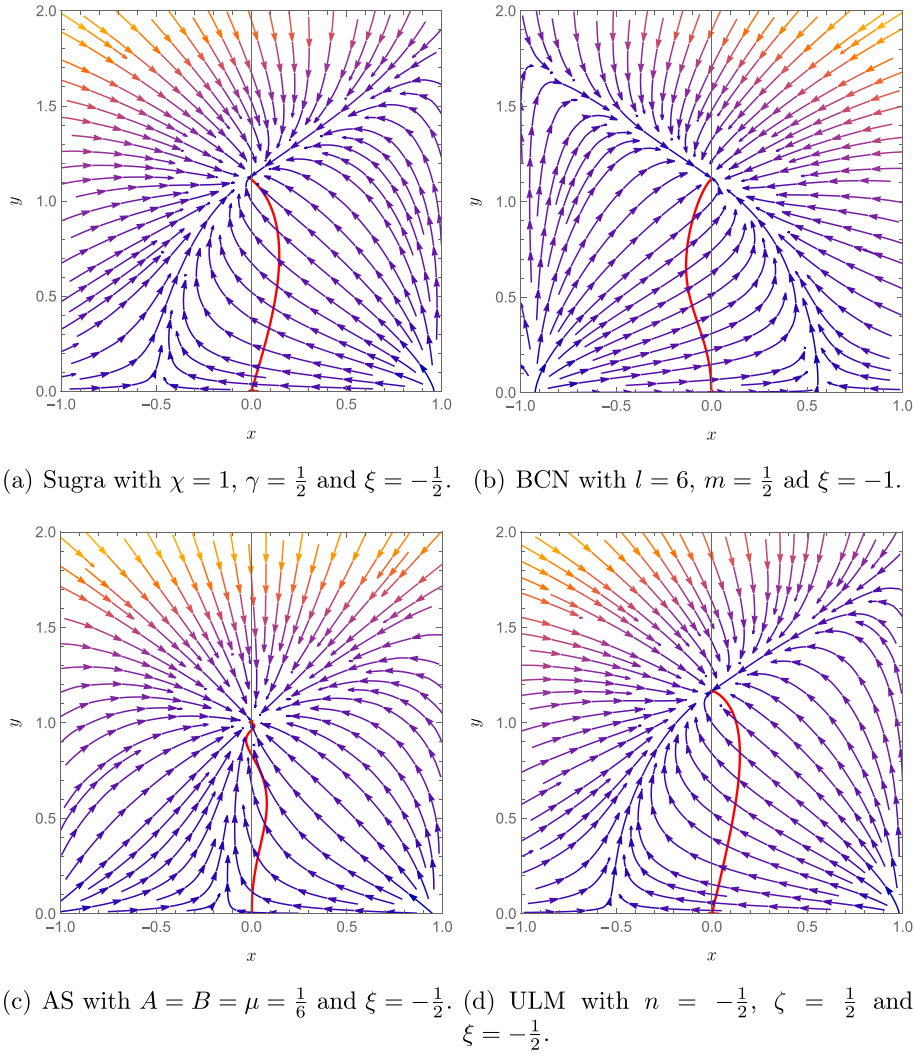 2.0
1.5
1.0
0.5
0.0
−1.0 −0.5 0.0 0.5 1.0
y
x
2.0
1.5
1.0
0.5
0.0
−1.0 −0.5 0.0 0.5 1.0
y
x
(a) Sugra with χ = 1, γ = 1/2 and ξ = −1/2.
(b) BCN with l = 6, m = 1/2 ad ξ = −1.
2.0
1.5
1.0
0.5
0.0
−1.0 −0.5 0.0 0.5 1.0
y
x
2.0
1.5
1.0
0.5
0.0
−1.0 −0.5 0.0 0.5 1.0
y
x
(c) AS with A = B = μ = 1/6 and ξ = −1/2.
(d) ULM with n = −1/2, ζ = 1/2 and
ξ = −1/2.